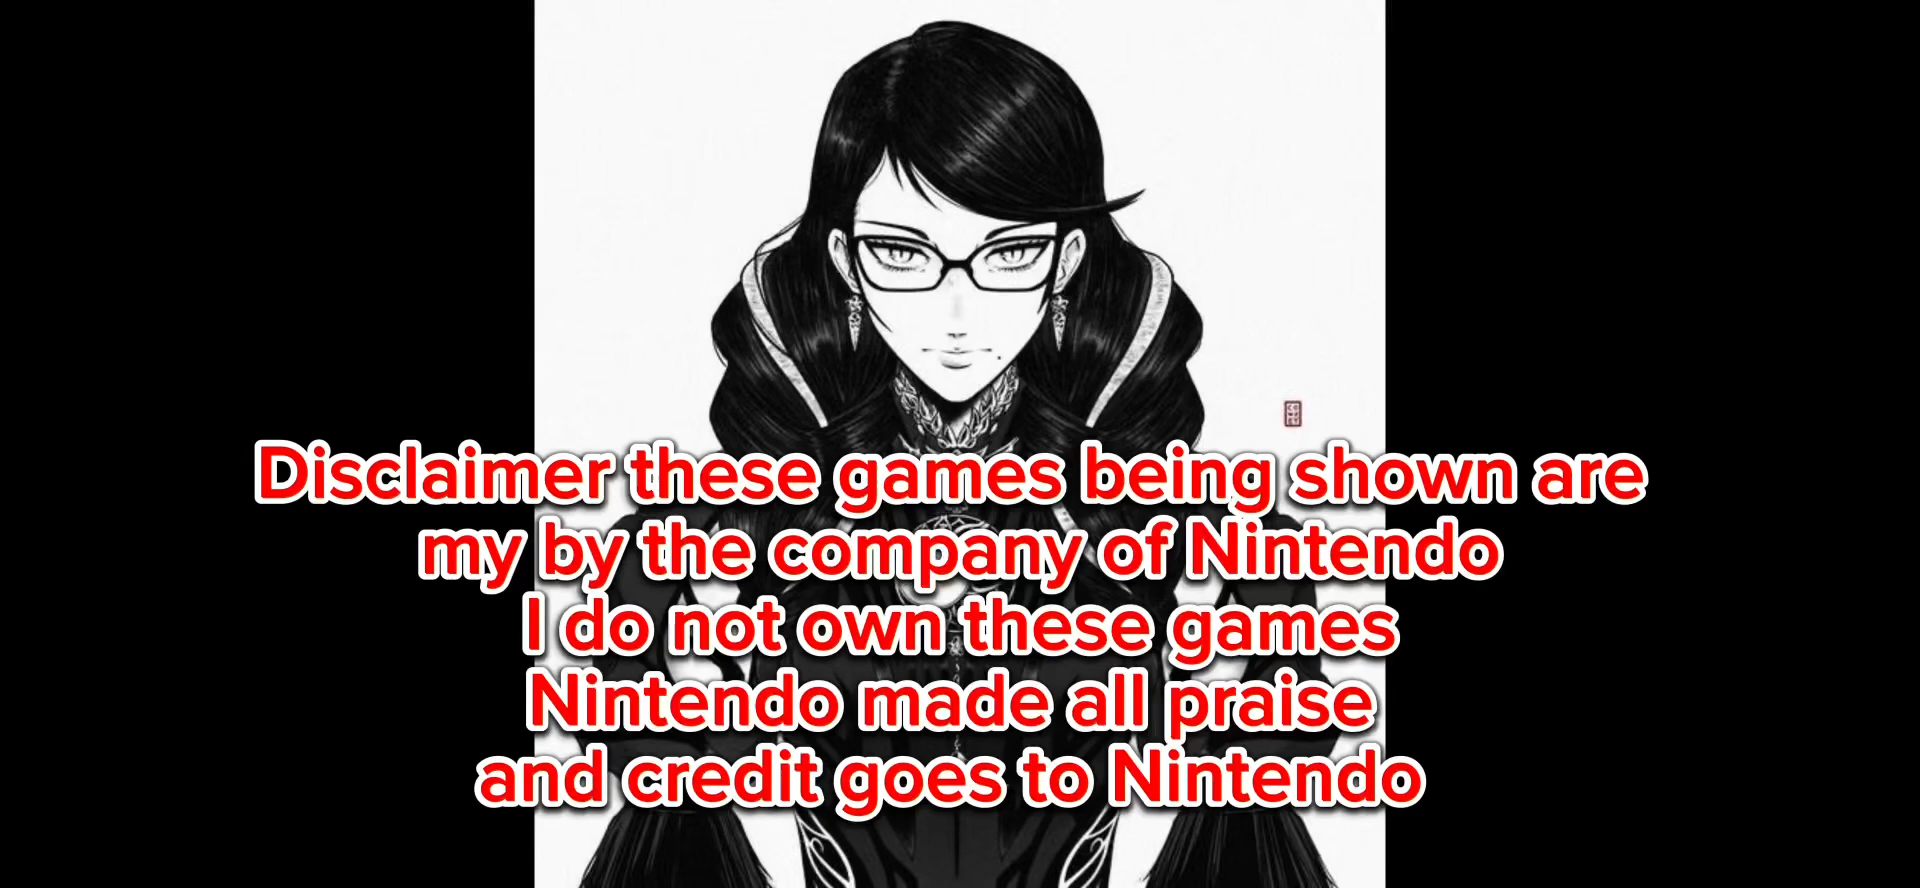 Disclaimer these games being shown are
my by the company of Nintendo
I do not own these games
Nintendo made all praise
and credit goes to Nintendo